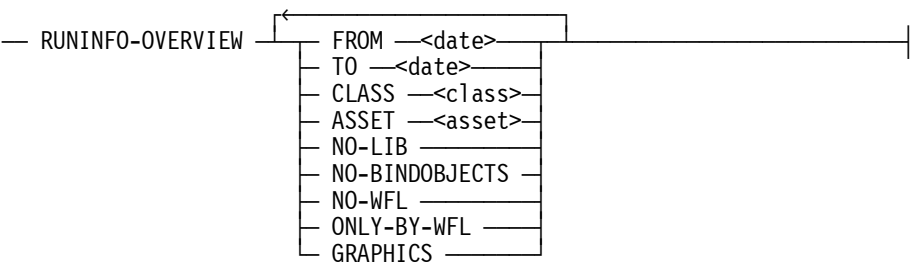 RUNINFO-OVERVIEW FROM <date>
TO <date>
CLASS <class>
ASSET <asset>
NO-LIB
NO-BINDOBJECTS
NO-WFL
ONLY-BY-WFL
GRAPHICS